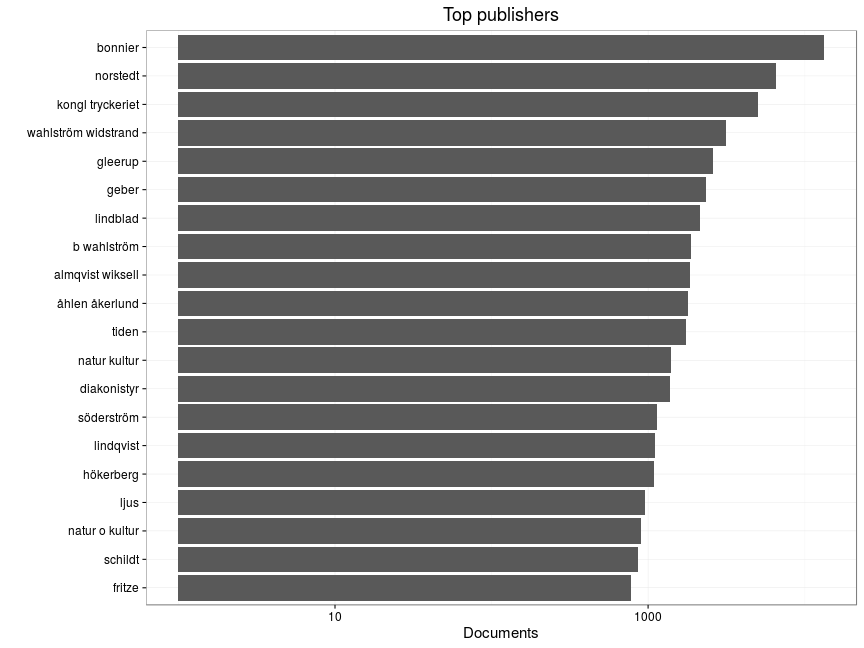 Top publishers
bonnier
norstedt
kongl tryckeriet
wahlström widstrand
gleerup
geber
lindblad
b wahlström
almqvist wiksell
åhlen åkerlund
tiden
natur kultur
diakonistyr
söderström
lindqvist
hökerberg
ljus
natur o kultur
schildt
fritze
10 1000
Documents